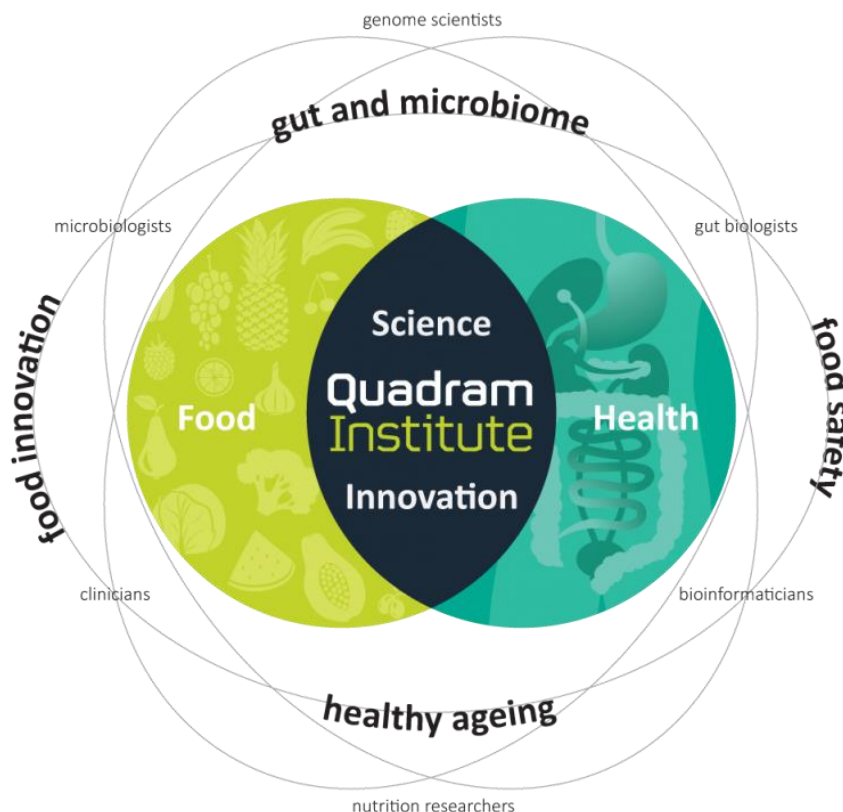 genome scientists
gut and microbiome
microbiologists
gut biologists
food innovation
food safety
Science
Food
Quadram
Institute
Health
Innovation
clinicians
bioinformaticians
healthy ageing
nutrition researchers